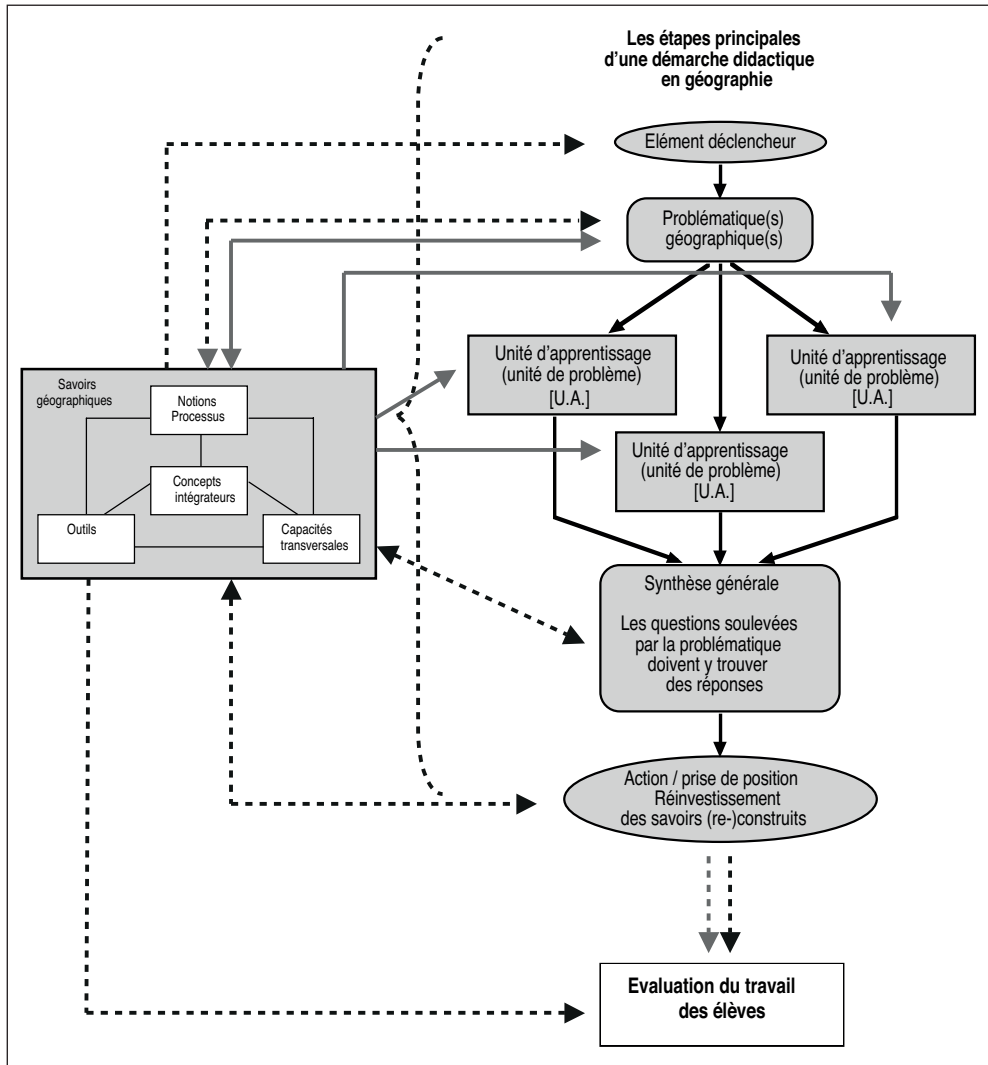 Les étapes principales
d'une démarche didactique
en géographie
Elément déclencheur
Problématique(s)
géographique(s)
Unité d'apprentissage
(unité de problème)
[U.A.]
Unité d'apprentissage
(unité de problème)
[U.A.]
Unité d'apprentissage
(unité de problème)
[U.A.]
Savoirs
géographiques
Notions
Processus
Concepts
intégrateurs
Outils
Capacités
transversales
Synthèse générale
Les questions soulevées
par la problématique
doivent y trouver
des réponses
Action / prise de position
Réinvestissement
des savoirs (re-)construits
Evaluation du travail
des élèves